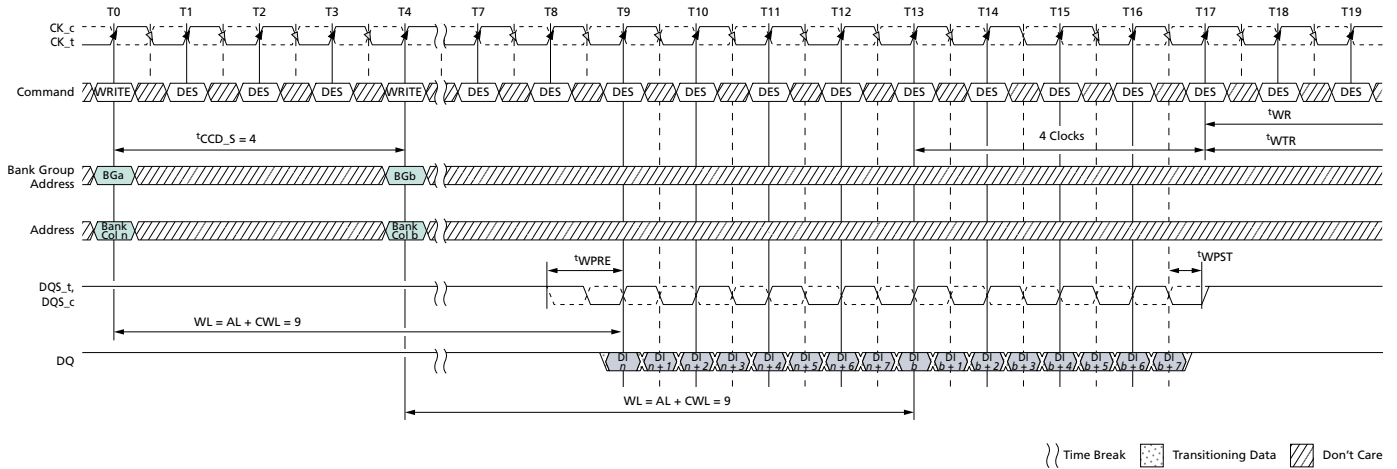 T0 T1 T2 T3 T4 T7 T8 T9 T10 T11 T12 T13 T14 T15 T16 T17 T18 T19
CK_c
CK_t
Command WRITE DES DES DES WRITE DES DES DES DES DES DES DES DES DES DES DES DES DES
tWR
tCCD_S = 4
4 Clocks
tWTR
Bank Group
Address
BGa BGb
Address
Bank
Col n
Bank
Col b
tWPRE tWPST
DQS_t,
DQS_c
WL = AL + CWL = 9
DQ
DI
n
DI
n + 1
DI
n + 2
DI
n + 3
DI
n + 4
DI
n + 5
DI
n + 6
DI
n + 7
DI
b
DI
b + 1
DI
b + 2
DI
b + 3
DI
b + 4
DI
b + 5
DI
b + 6
DI
b + 7
WL = AL + CWL = 9
Time Break Transitioning Data Don't Care